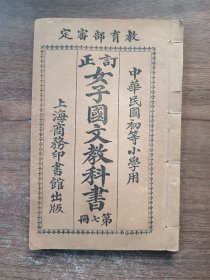 教育部審定
中華民國初等小學用
訂正
女子國文教科書
第七冊
上海商務印書館出版